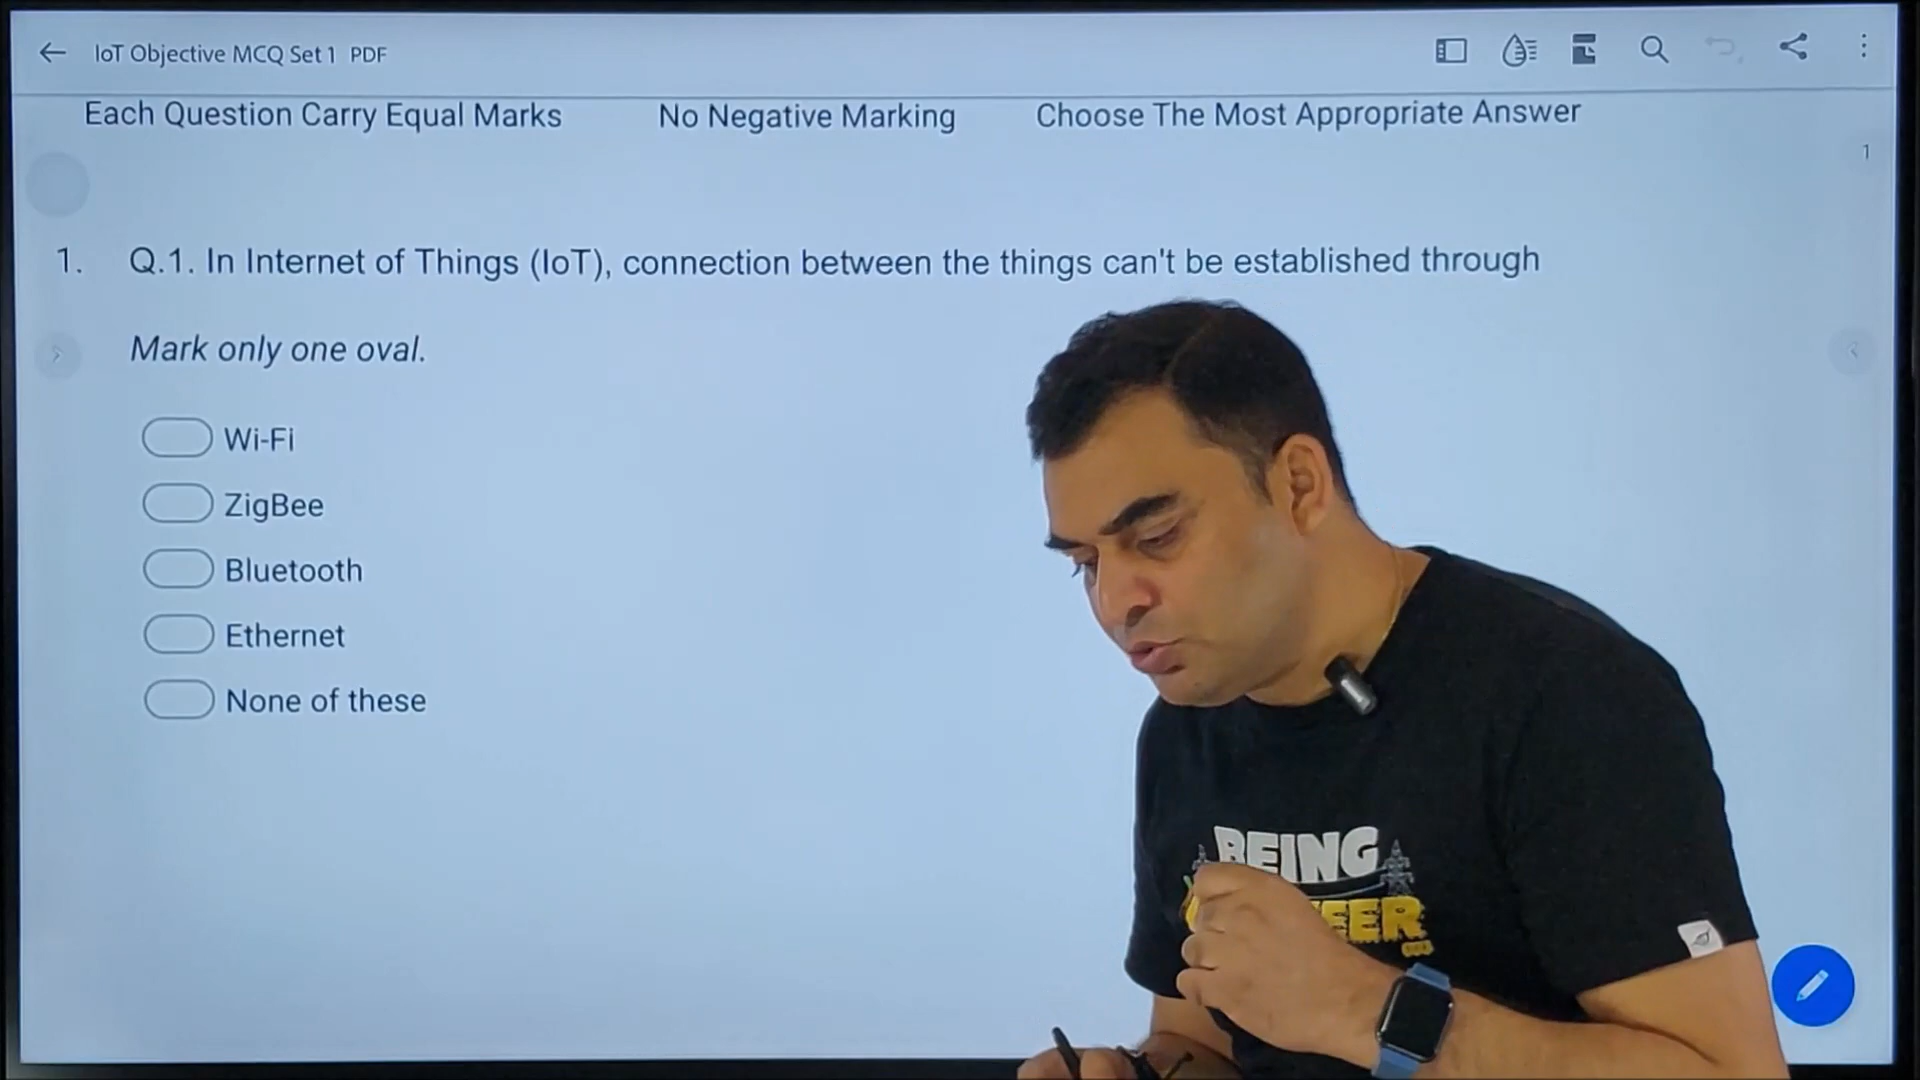 IoT Objective MCQ Set 1 PDF
Each Question Carry Equal Marks No Negative Marking Choose The Most Appropriate Answer
1
1. Q.1. In Internet of Things (IoT), connection between the things can't be established through
Mark only one oval.
Wi-Fi
ZigBee
Bluetooth
Ethernet
None of these
BEING